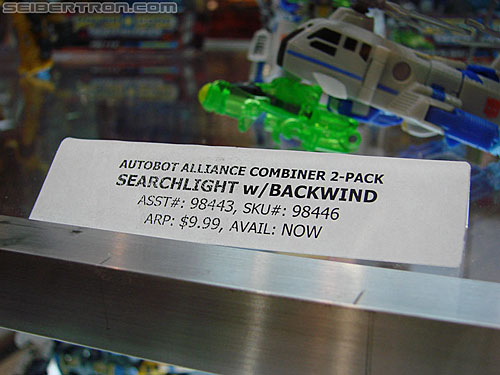 SEIBERTRON.COM
AUTOBOT ALLIANCE COMBINER 2-PACK
SEARCHLIGHT w/BACKWIND
ASST#: 98443, SKU#: 98446
ARP: $9.99, AVAIL: NOW